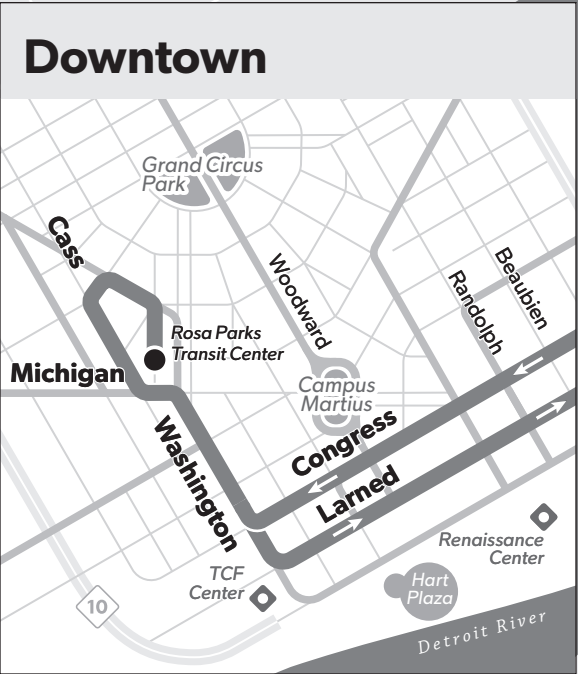 Downtown
Grand Circus
Park
Cass
Woodward
Beaubien
Randolph
Rosa Parks
Transit Center
Michigan
Campus
Martius
Washington
Congress
Larned
Renaissance
Center
TCF
Center
Hart
Plaza
10
Detroit River